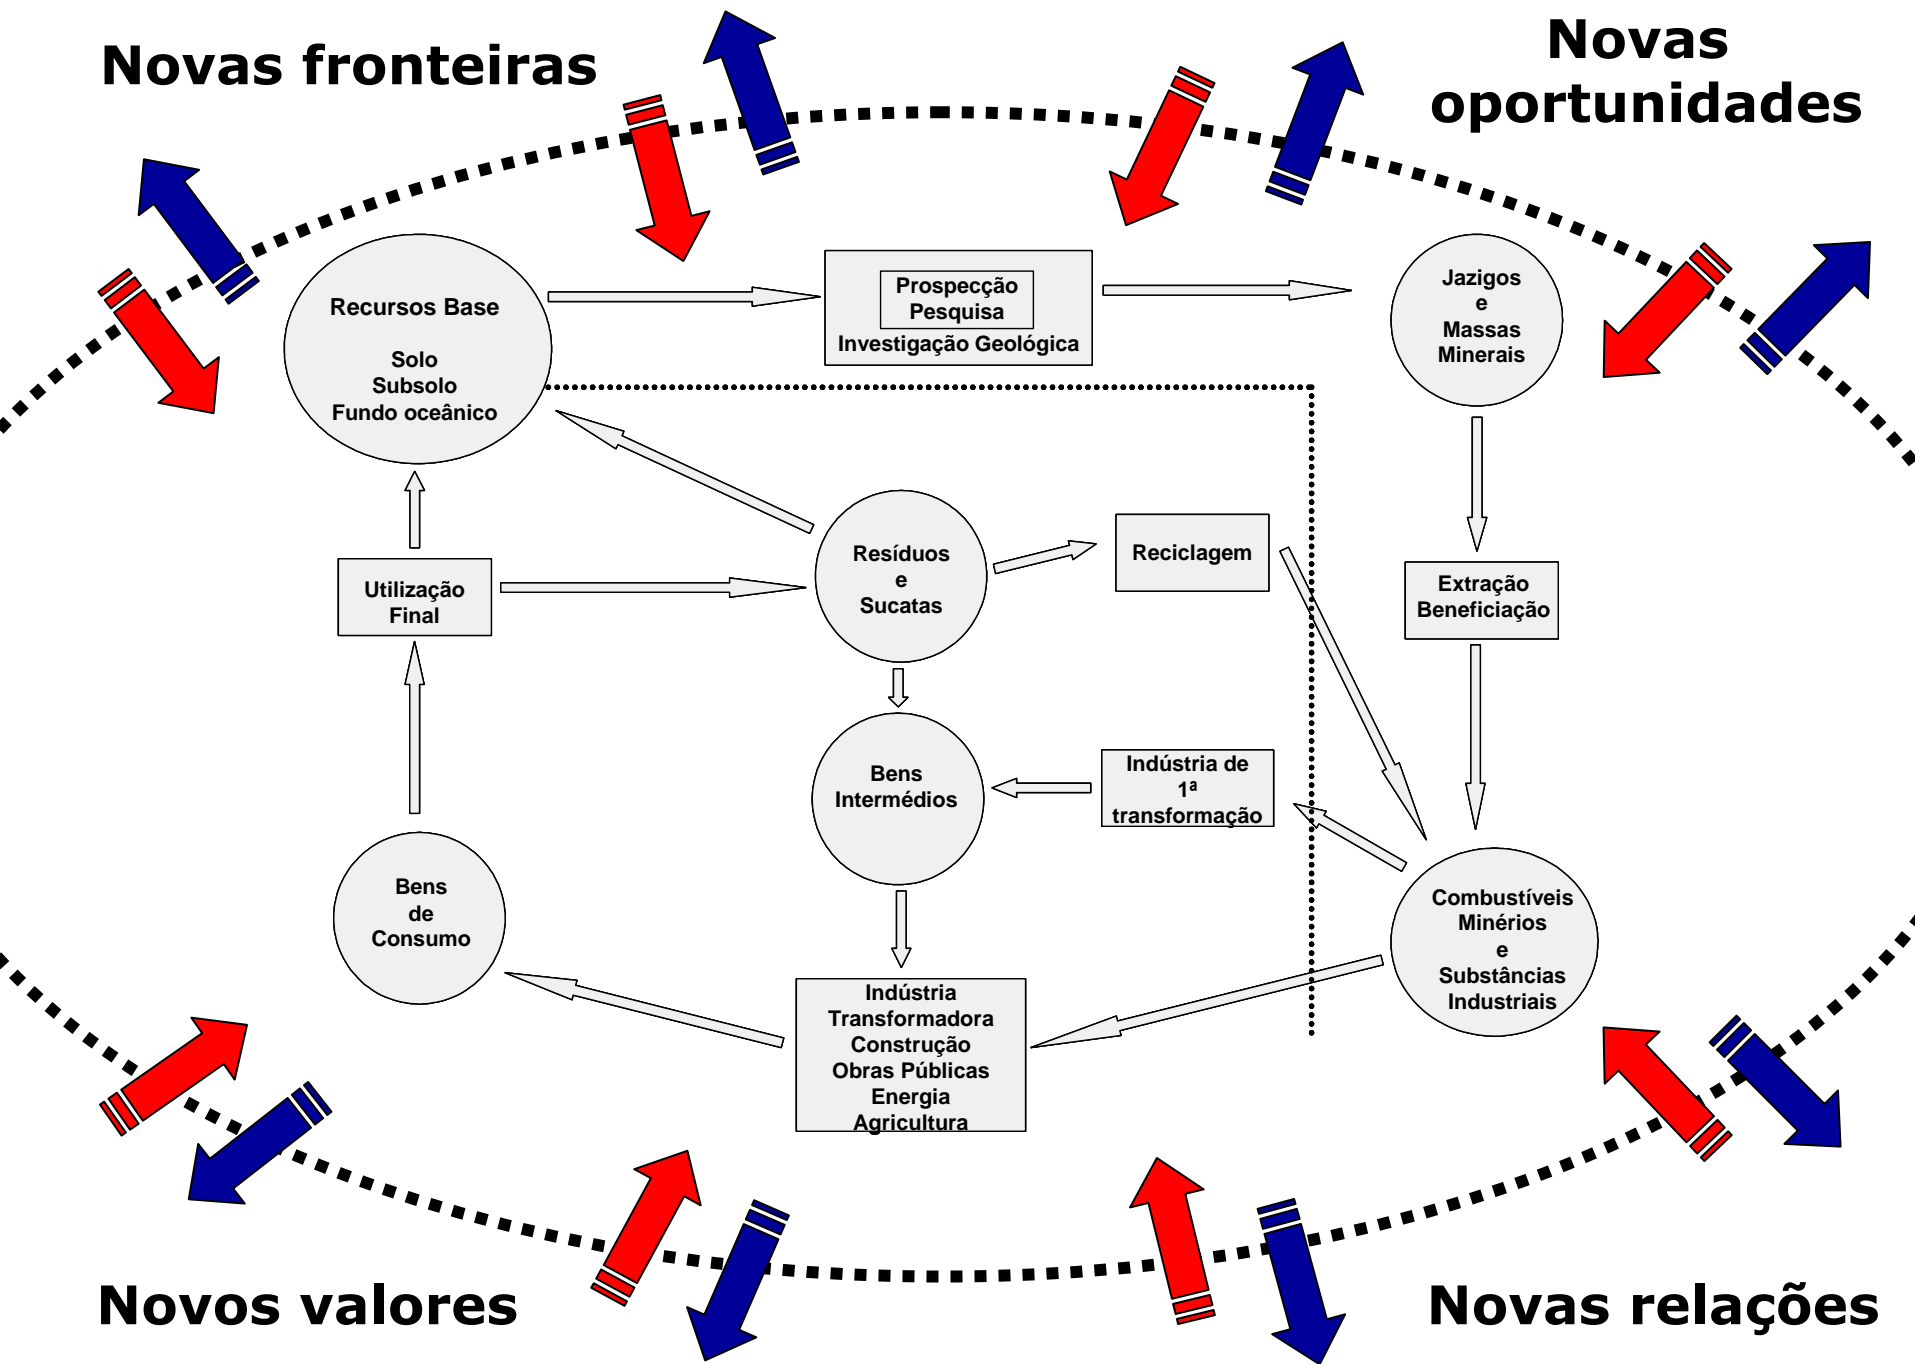 Novas fronteiras
Novas
oportunidades
Recursos Base
Solo
Subsolo
Fundo oceânico
Prospecção
Pesquisa
Investigação Geológica
Jazigos
e
Massas
Minerais
Resíduos
e
Sucatas
Reciclagem
Extração
Beneficiação
Utilização
Final
Bens
Intermédios
Indústria de
1ª
transformação
Bens
de
Consumo
Combustíveis
Minérios
e
Substâncias
Industriais
Indústria
Transformadora
Construção
Obras Públicas
Energia
Agricultura
Novos valores
Novas relações